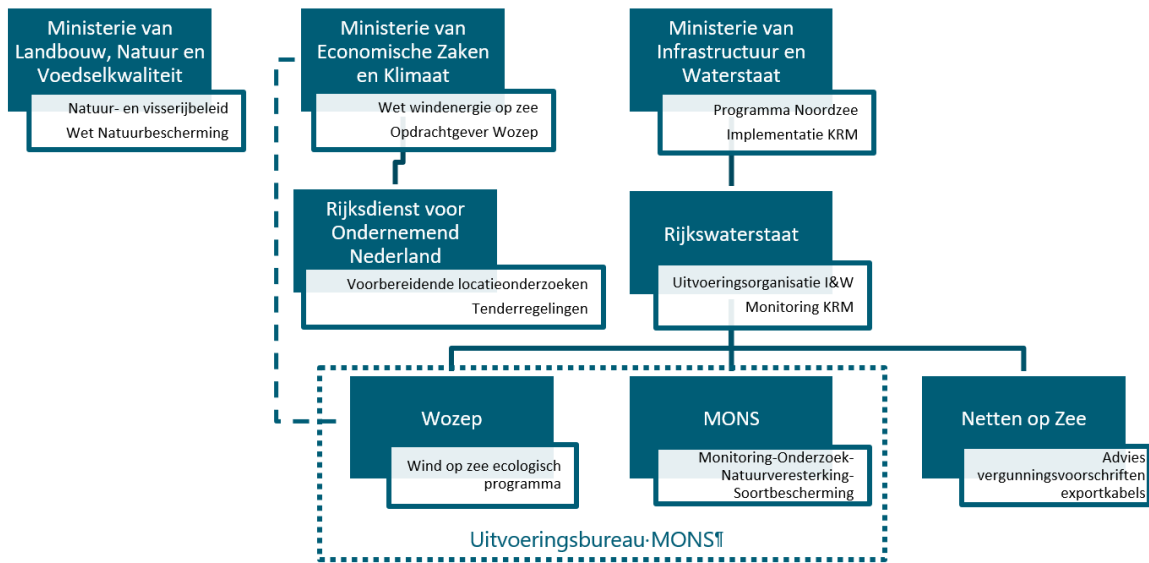 Ministerie van
Landbouw, Natuur en
Voedselkwaliteit
Natuur- en visserijbeleid
Wet Natuurbescherming
Ministerie van
Economische Zaken
en Klimaat
Wet windenergie op zee
Opdrachtgever Wozep
Ministerie van
Infrastructuur en
Waterstaat
Programma Noordzee
Implementatie KRM
Rijksdienst voor
Ondernemend
Nederland
Voorbereidende locatieonderzoeken
Tenderregelingen
Rijkswaterstaat
Uitvoeringsorganisatie I&W
Monitoring KRM
Wozep
Wind op zee ecologisch
programma
MONS
Monitoring-Onderzoek-
Natuurveresterking-
Soortbescherming
Netten op Zee
Advies
vergunningsvoorschriften
exportkabels
Uitvoeringsbureau·MONS¶